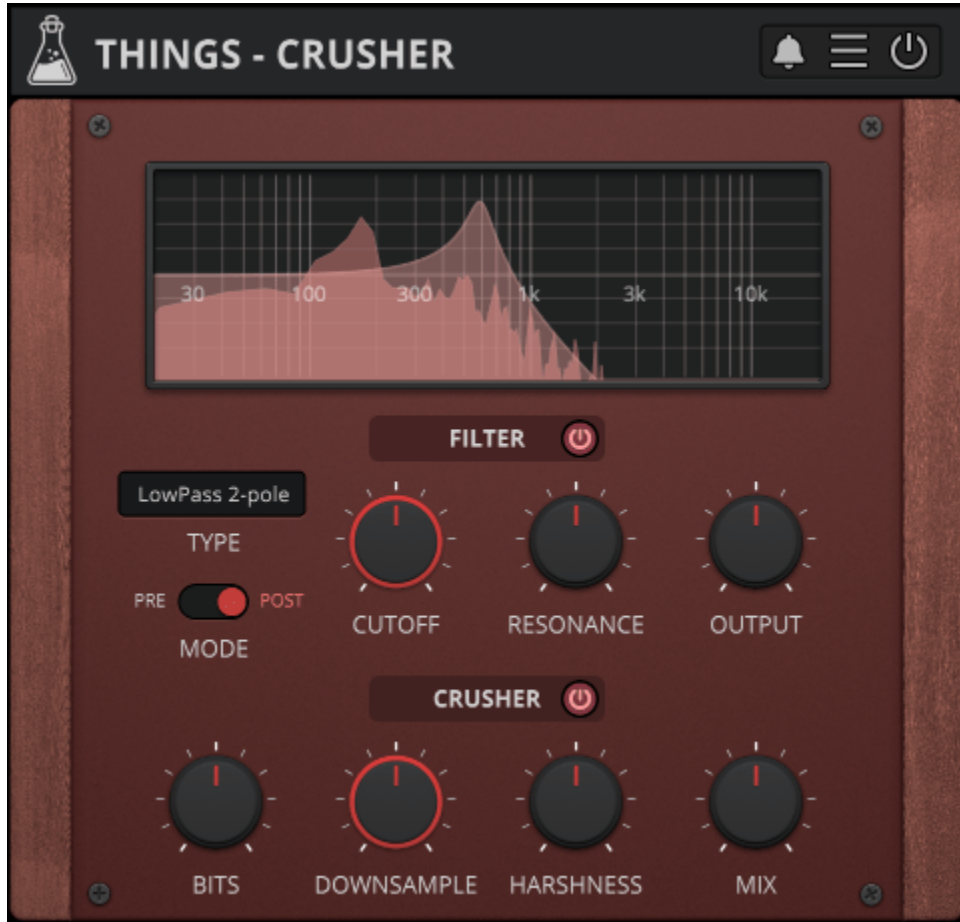 THINGS - CRUSHER
30 100 300 1k 3k 10k
FILTER
LowPass 2-pole
TYPE
PRE POST
MODE
CUTOFF RESONANCE OUTPUT
CRUSHER
BITS DOWNSAMPLE HARSHNESS MIX